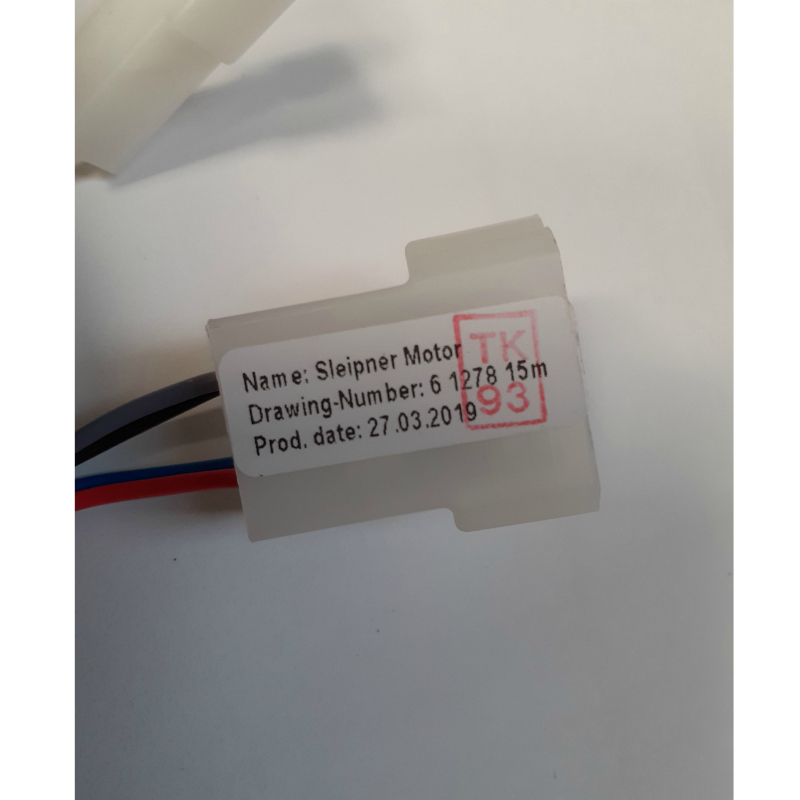 Name: Sleipner Motor
Drawing-Number: 6 1278 15m
Prod. date: 27.03.2019
TK
93